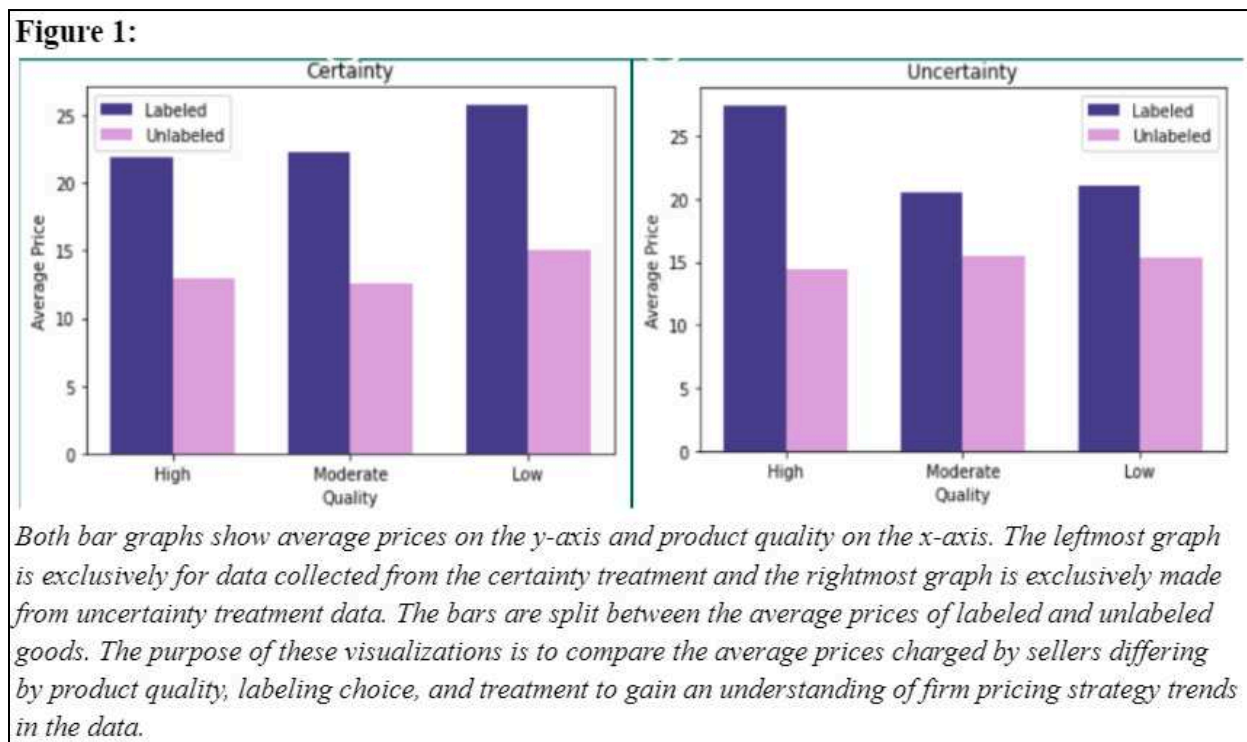 Figure 1:
Certainty
Labeled
Unlabeled
25
20
15
10
5
0
Average Price
High
Moderate
Low
Quality
Uncertainty
Labeled
Unlabeled
25
20
15
10
5
0
Average Price
High
Moderate
Low
Quality
Both bar graphs show average prices on the y-axis and product quality on the x-axis. The leftmost graph
is exclusively for data collected from the certainty treatment and the rightmost graph is exclusively made
from uncertainty treatment data. The bars are split between the average prices of labeled and unlabeled
goods. The purpose of these visualizations is to compare the average prices charged by sellers differing
by product quality, labeling choice, and treatment to gain an understanding of firm pricing strategy trends
in the data.